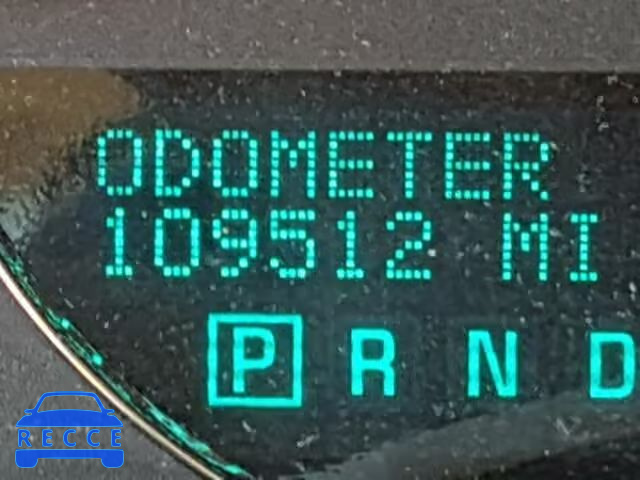 ODOMETER
109512 MI
P R N D
RECCE